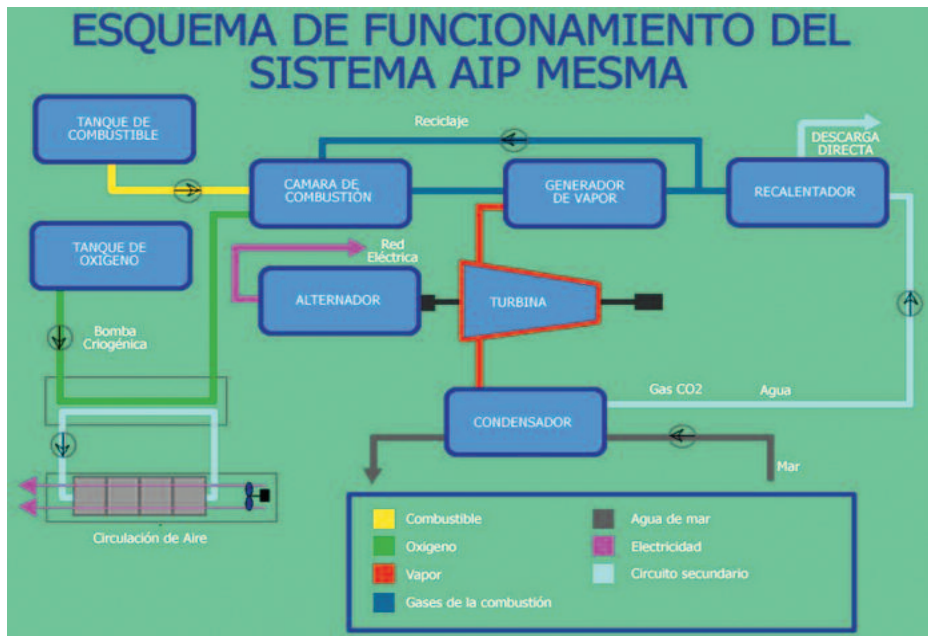 ESQUEMA DE FUNCIONAMIENTO DEL
SISTEMA AIP MESMA
TANQUE DE
COMBUSTIBLE
Reciclaje
DESCARGA
DIRECTA
CAMARA DE
COMBUSTIÓN
GENERADOR
DE VAPOR
RECALENTADOR
TANQUE DE
OXÍGENO
Red
Eléctrica
ALTERNADOR
TURBINA
Bomba
Criogénica
Gas CO2
Agua
CONDENSADOR
Mar
Circulación de Aire
Combustible
Oxigeno
Vapor
Gases de la combustión
Agua de mar
Electricidad
Circuito secundario